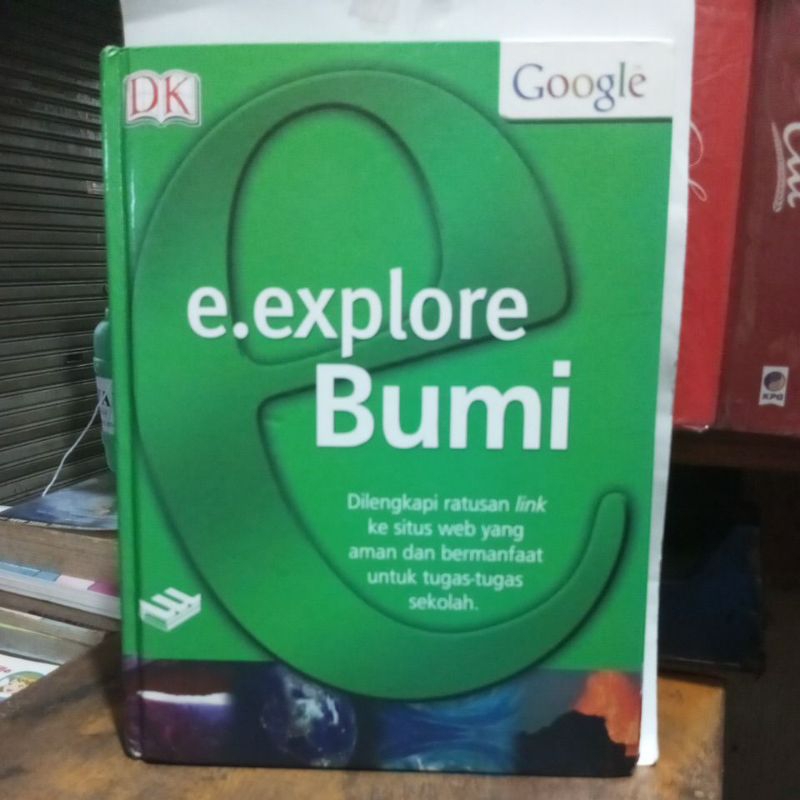 DK
Google
e.explore
Bumi
Dilengkapi ratusan link
ke situs web yang
aman dan bermanfaat
untuk tugas-tugas
sekolah.
KPG